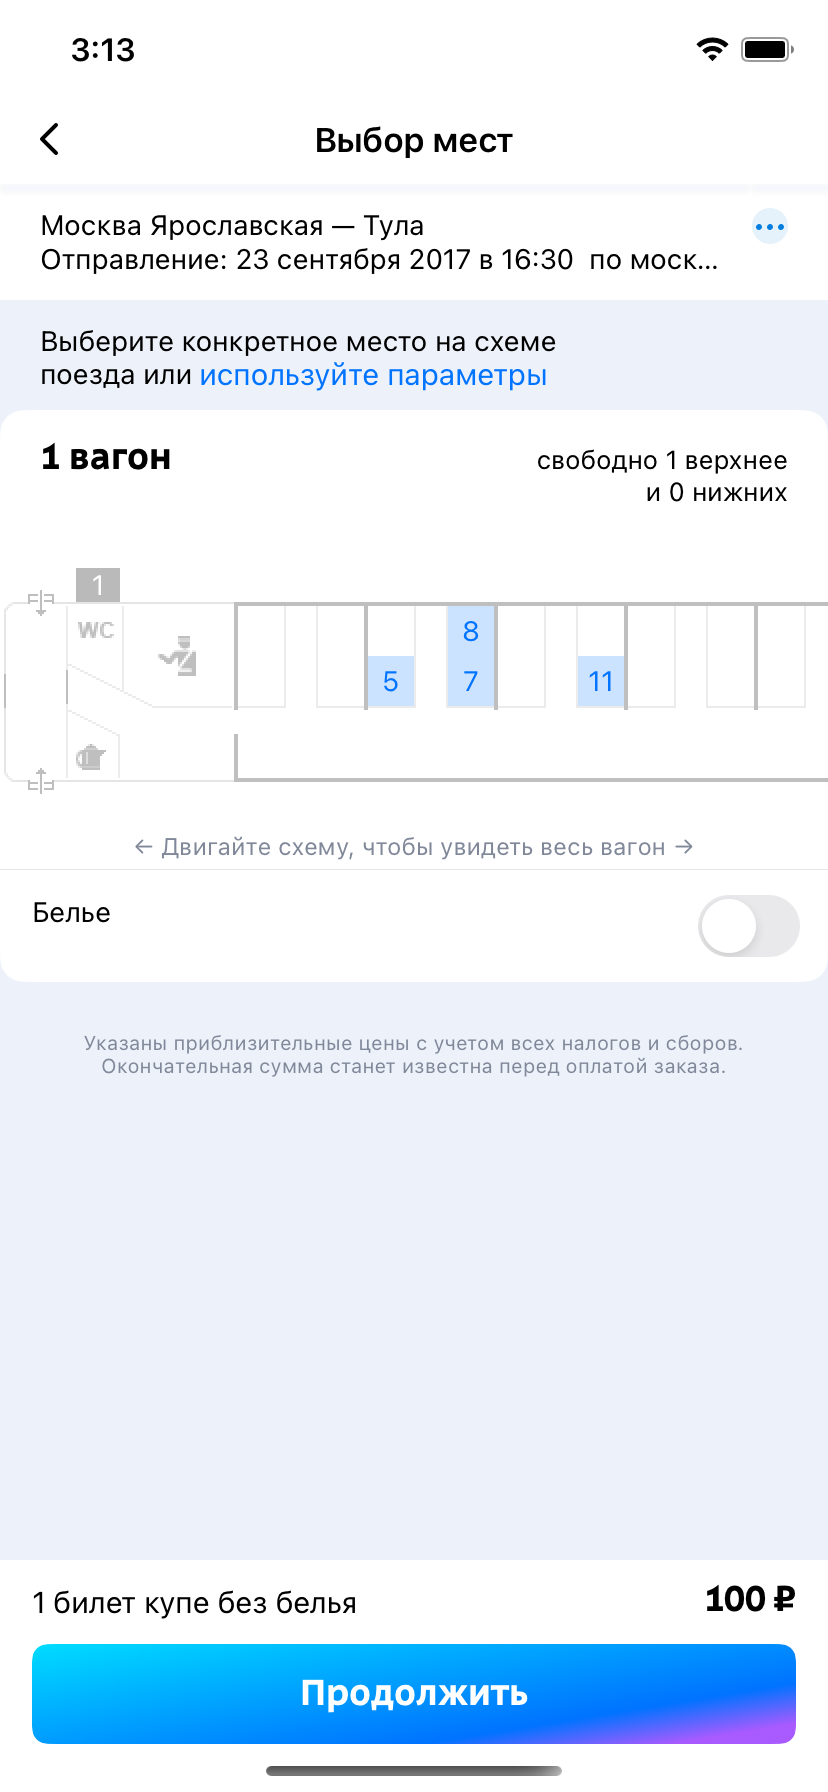 3:13
Выбор мест
Москва Ярославская — Тула
Отправление: 23 сентября 2017 в 16:30 по моск...
Выберите конкретное место на схеме
поезда или используйте параметры
1 вагон
свободно 1 верхнее
и 0 нижних
1
WC
8
5 7 11
← Двигайте схему, чтобы увидеть весь вагон →
Белье
Указаны приблизительные цены с учетом всех налогов и сборов.
Окончательная сумма станет известна перед оплатой заказа.
1 билет купе без белья
100 ₽
Продолжить